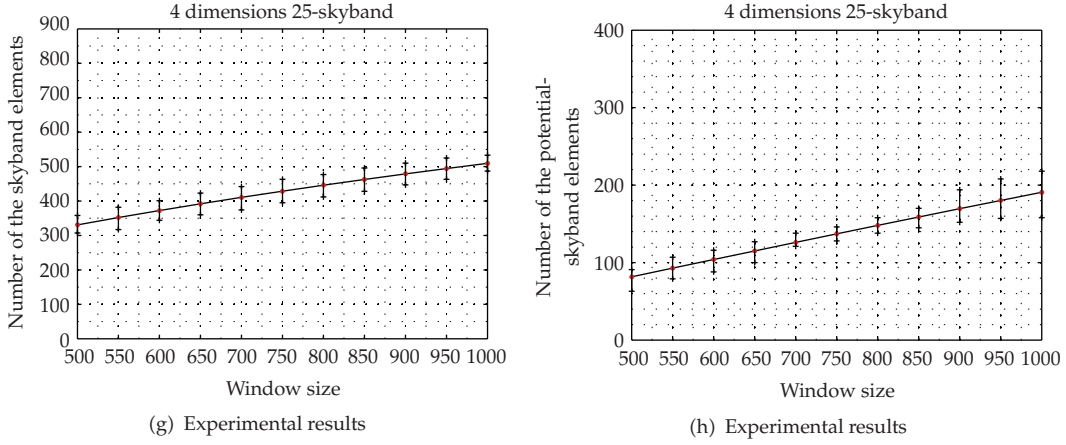 4 dimensions 25-skyband
900
800
700
600
500
400
300
200
100
0
Number of the skyband elements
500 550 600 650 700 750 800 850 900 950 1000
Window size
(g) Experimental results
4 dimensions 25-skyband
400
300
200
100
0
Number of the potential-
skyband elements
500 550 600 650 700 750 800 850 900 950 1000
Window size
(h) Experimental results